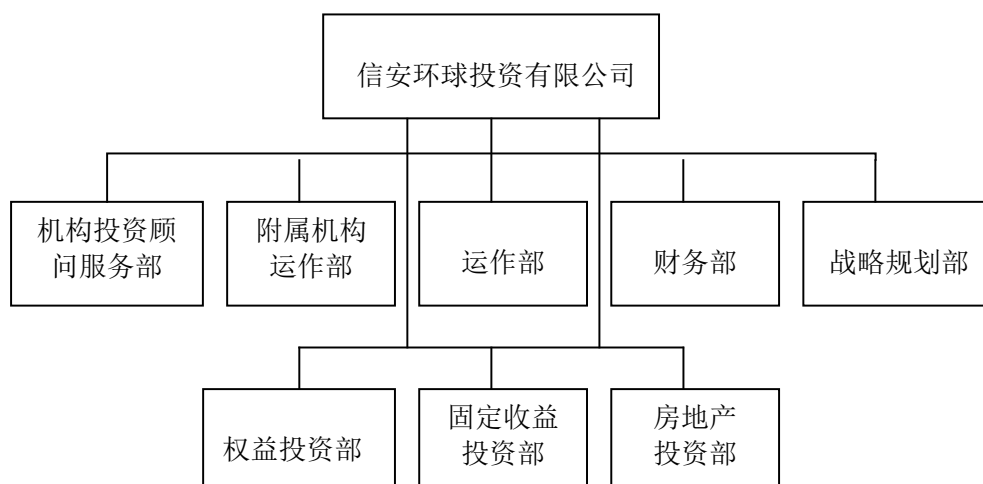 信安环球投资有限公司
机构投资顾
问服务部
附属机构
运作部
运作部
财务部
战略规划部
权益投资部
固定收益
投资部
房地产
投资部